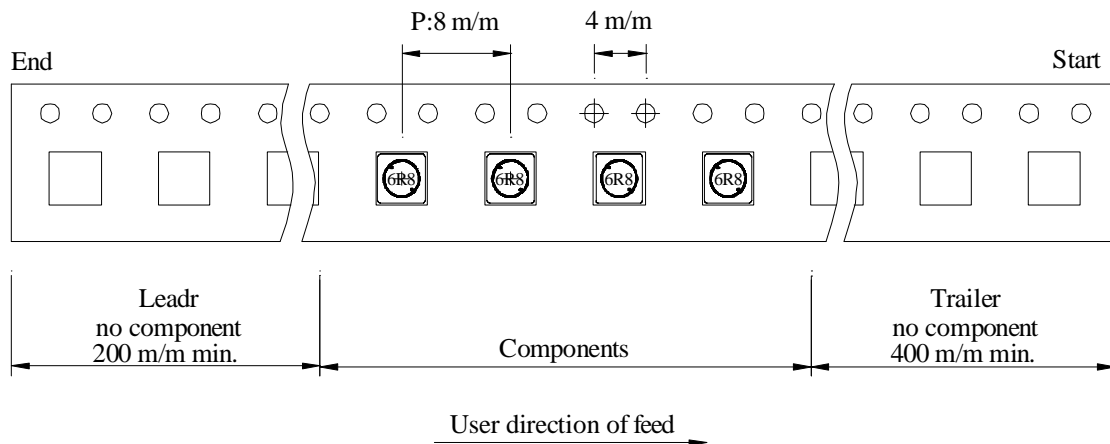 P:8 m/m
4 m/m
End
Start
6R8
6R8
6R8
6R8
Leadr
no component
200 m/m min.
Components
Trailer
no component
400 m/m min.
User direction of feed